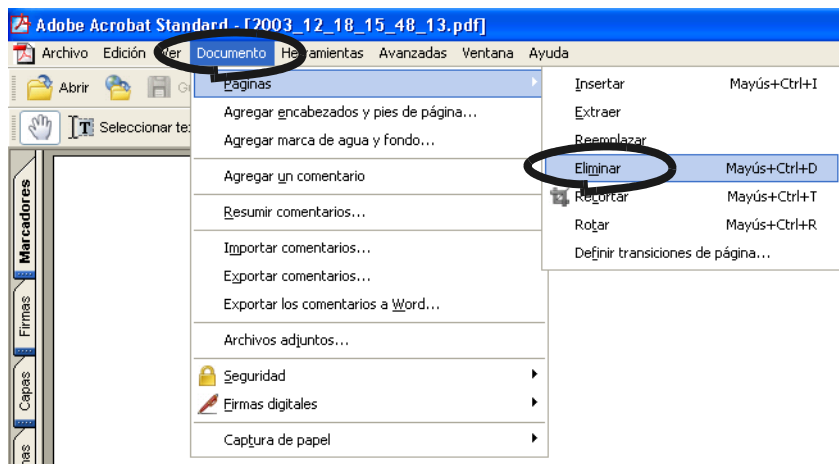 Adobe Acrobat Standard - [2003_12_18_15_48_13.pdf]
Archivo Edición Ver Documento Herramientas Avanzadas Ventana Ayuda
Abrir
Seleccionar te
Páginas
Agregar encabezados y pies de página...
Agregar marca de agua y fondo...
Agregar un comentario
Resumir comentarios...
Importar comentarios...
Exportar comentarios...
Exportar los comentarios a Word...
Archivos adjuntos...
Seguridad
Firmas digitales
Captura de papel
Insertar Mayús+Ctrl+I
Extraer
Reemplazar
Eliminar Mayús+Ctrl+D
Recortar Mayús+Ctrl+T
Rotar Mayús+Ctrl+R
Definir transiciones de página...
Marcadores
Firmas
Capas